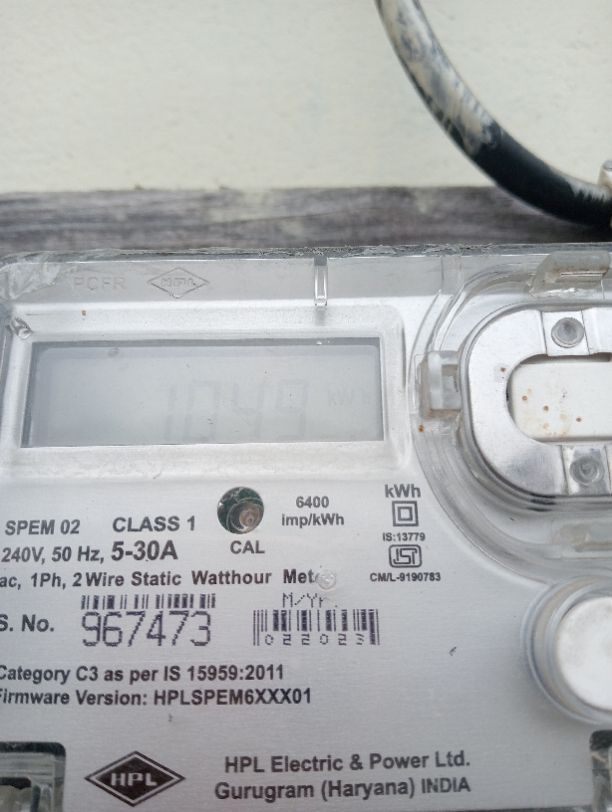 PCFR HPL
1049 kWh
kWh
6400
imp/kWh
SPEM 02 CLASS 1
CAL
IS:13779
240V, 50 Hz, 5-30A
ISI
CM/L-9190783
ac, 1Ph, 2 Wire Static Watthour Met
M/Yr.
S. No. 967473
022023
Category C3 as per IS 15959:2011
Firmware Version: HPLSPEM6XXX01
HPL
HPL Electric & Power Ltd.
Gurugram (Haryana) INDIA